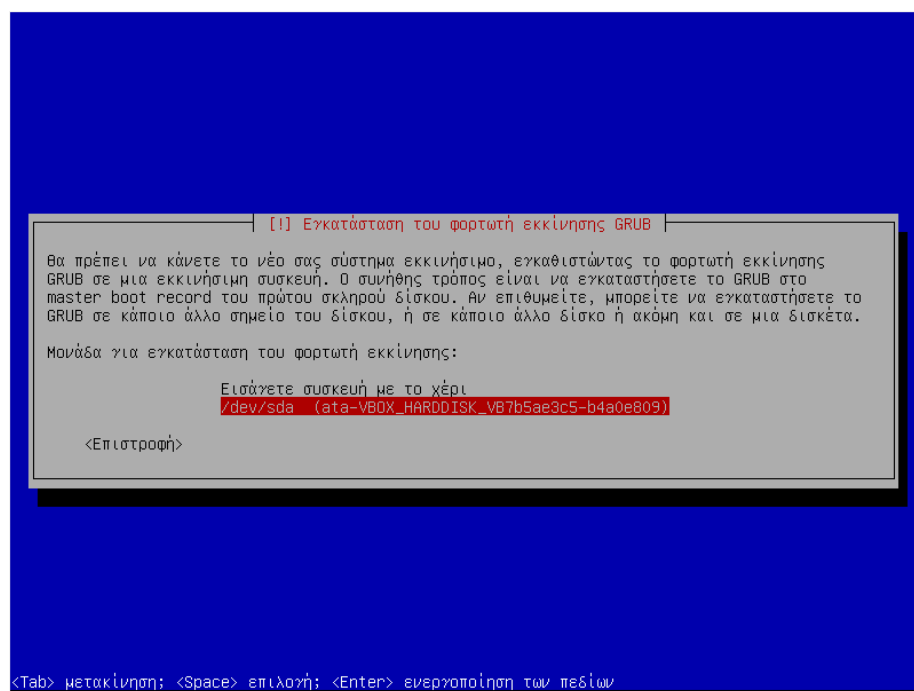 [!] Εγκατάσταση του φορτωτή εκκίνησης GRUB
Θα πρέπει να κάνετε το νέο σας σύστημα εκκινήσιμο, εγκαθιστώντας το φορτωτή εκκίνησης
GRUB σε μια εκκινήσιμη συσκευή. Ο συνήθης τρόπος είναι να εγκαταστήσετε το GRUB στο
master boot record του πρώτου σκληρού δίσκου. Αν επιθυμείτε, μπορείτε να εγκαταστήσετε το
GRUB σε κάποιο άλλο σημείο του δίσκου, ή σε κάποιο άλλο δίσκο ή ακόμη και σε μια δισκέτα.
Μονάδα για εγκατάσταση του φορτωτή εκκίνησης:
Εισάγετε συσκευή με το χέρι
/dev/sda (ata-VBOX_HARDDISK_VB7b5ae3c5-b4a0e809)
<Επιστροφή>
<Tab> μετακίνηση; <Space> επιλογή; <Enter> ενεργοποίηση των πεδίων